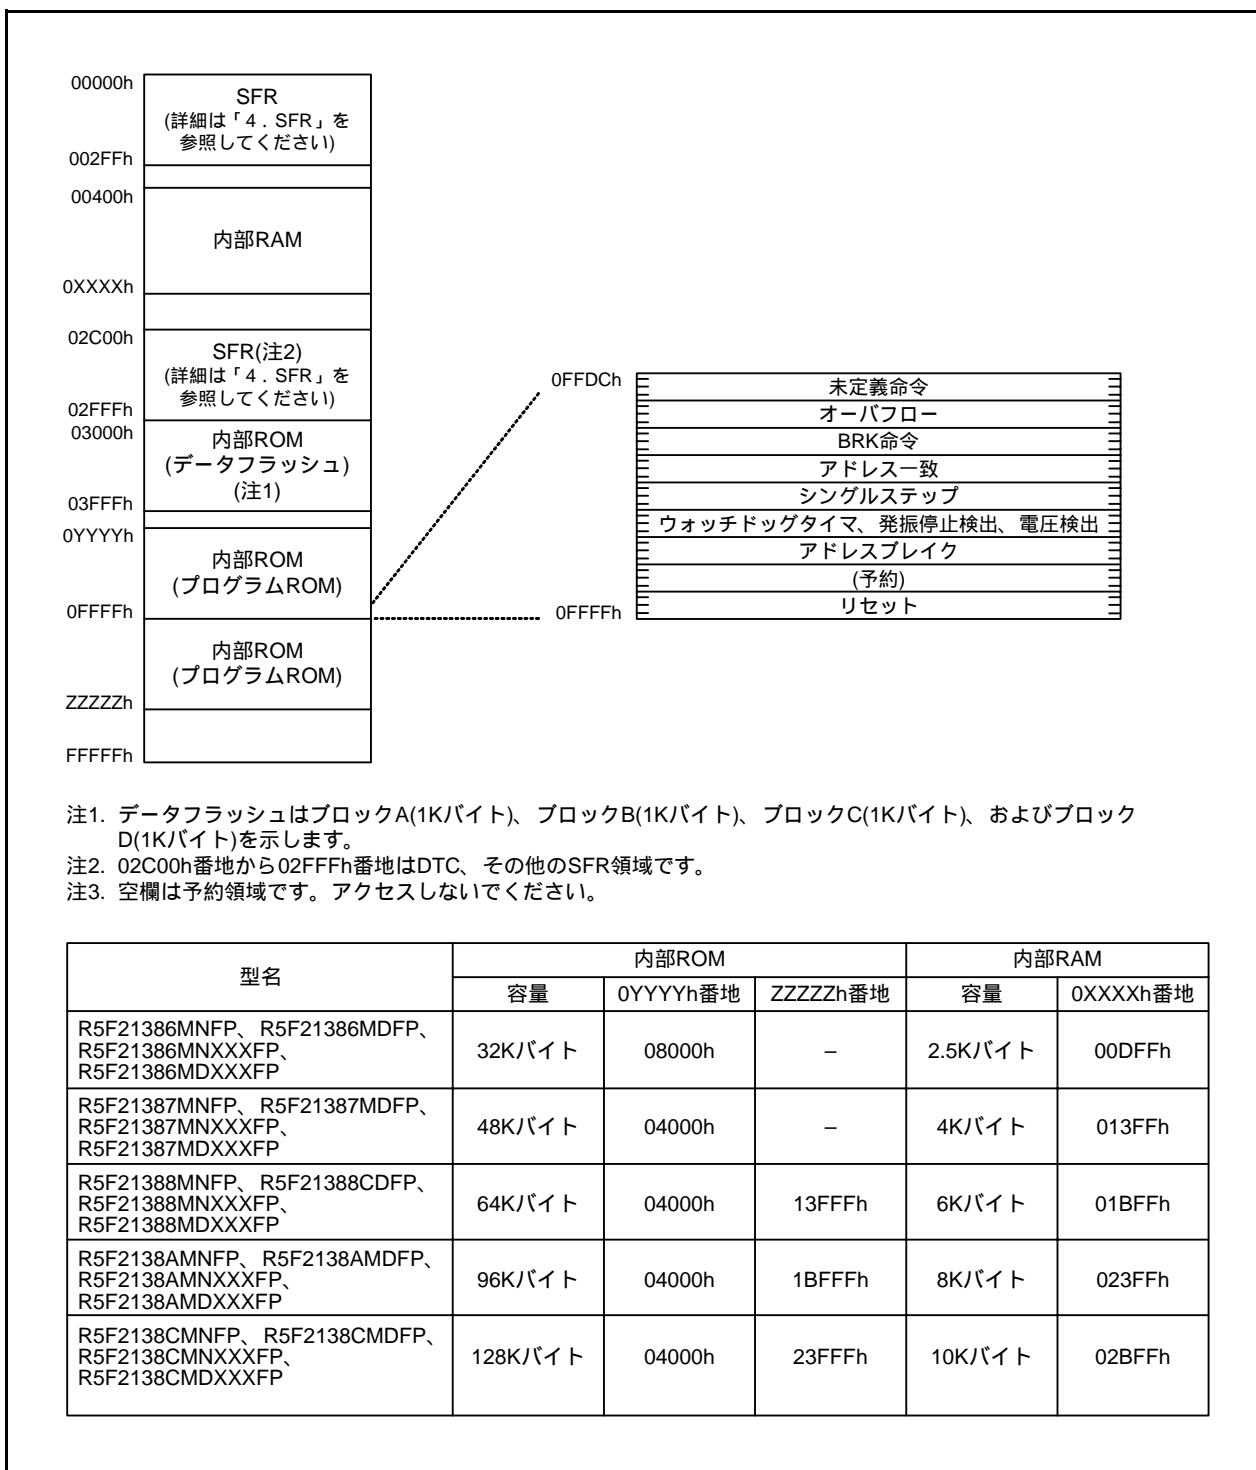 00000h
SFR
(詳細は「4．SFR」を
参照してください)
002FFh
00400h
内部RAM
0XXXXh
02C00h
SFR(注2)
(詳細は「4．SFR」を
参照してください)
02FFFh
03000h
内部ROM
(データフラッシュ)
(注1)
03FFFh
0YYYYh
内部ROM
(プログラムROM)
0FFFFh
内部ROM
(プログラムROM)
ZZZZZh
FFFFFh
0FFDCh
未定義命令
オーバフロー
BRK命令
アドレス一致
シングルステップ
ウォッチドッグタイマ、発振停止検出、電圧検出
アドレスブレイク
(予約)
0FFFFh
リセット
注1. データフラッシュはブロックA(1Kバイト)、ブロックB(1Kバイト)、ブロックC(1Kバイト)、およびブロック
D(1Kバイト)を示します。
注2. 02C00h番地から02FFFh番地はDTC、その他のSFR領域です。
注3. 空欄は予約領域です。アクセスしないでください。
型名 内部ROM 内部RAM
容量 0YYYYh番地 ZZZZZh番地 容量 0XXXXh番地
R5F21386MNFP、R5F21386MDFP、
R5F21386MNXXXFP、
R5F21386MDXXXFP
32Kバイト 08000h – 2.5Kバイト 00DFFh
R5F21387MNFP、R5F21387MDFP、
R5F21387MNXXXFP、
R5F21387MDXXXFP
48Kバイト 04000h – 4Kバイト 013FFh
R5F21388MNFP、R5F21388CDFP、
R5F21388MNXXXFP、
R5F21388MDXXXFP
64Kバイト 04000h 13FFFh 6Kバイト 01BFFh
R5F2138AMNFP、R5F2138AMDFP、
R5F2138AMNXXXFP、
R5F2138AMDXXXFP
96Kバイト 04000h 1BFFFh 8Kバイト 023FFh
R5F2138CMNFP、R5F2138CMDFP、
R5F2138CMNXXXFP、
R5F2138CMDXXXFP
128Kバイト 04000h 23FFFh 10Kバイト 02BFFh